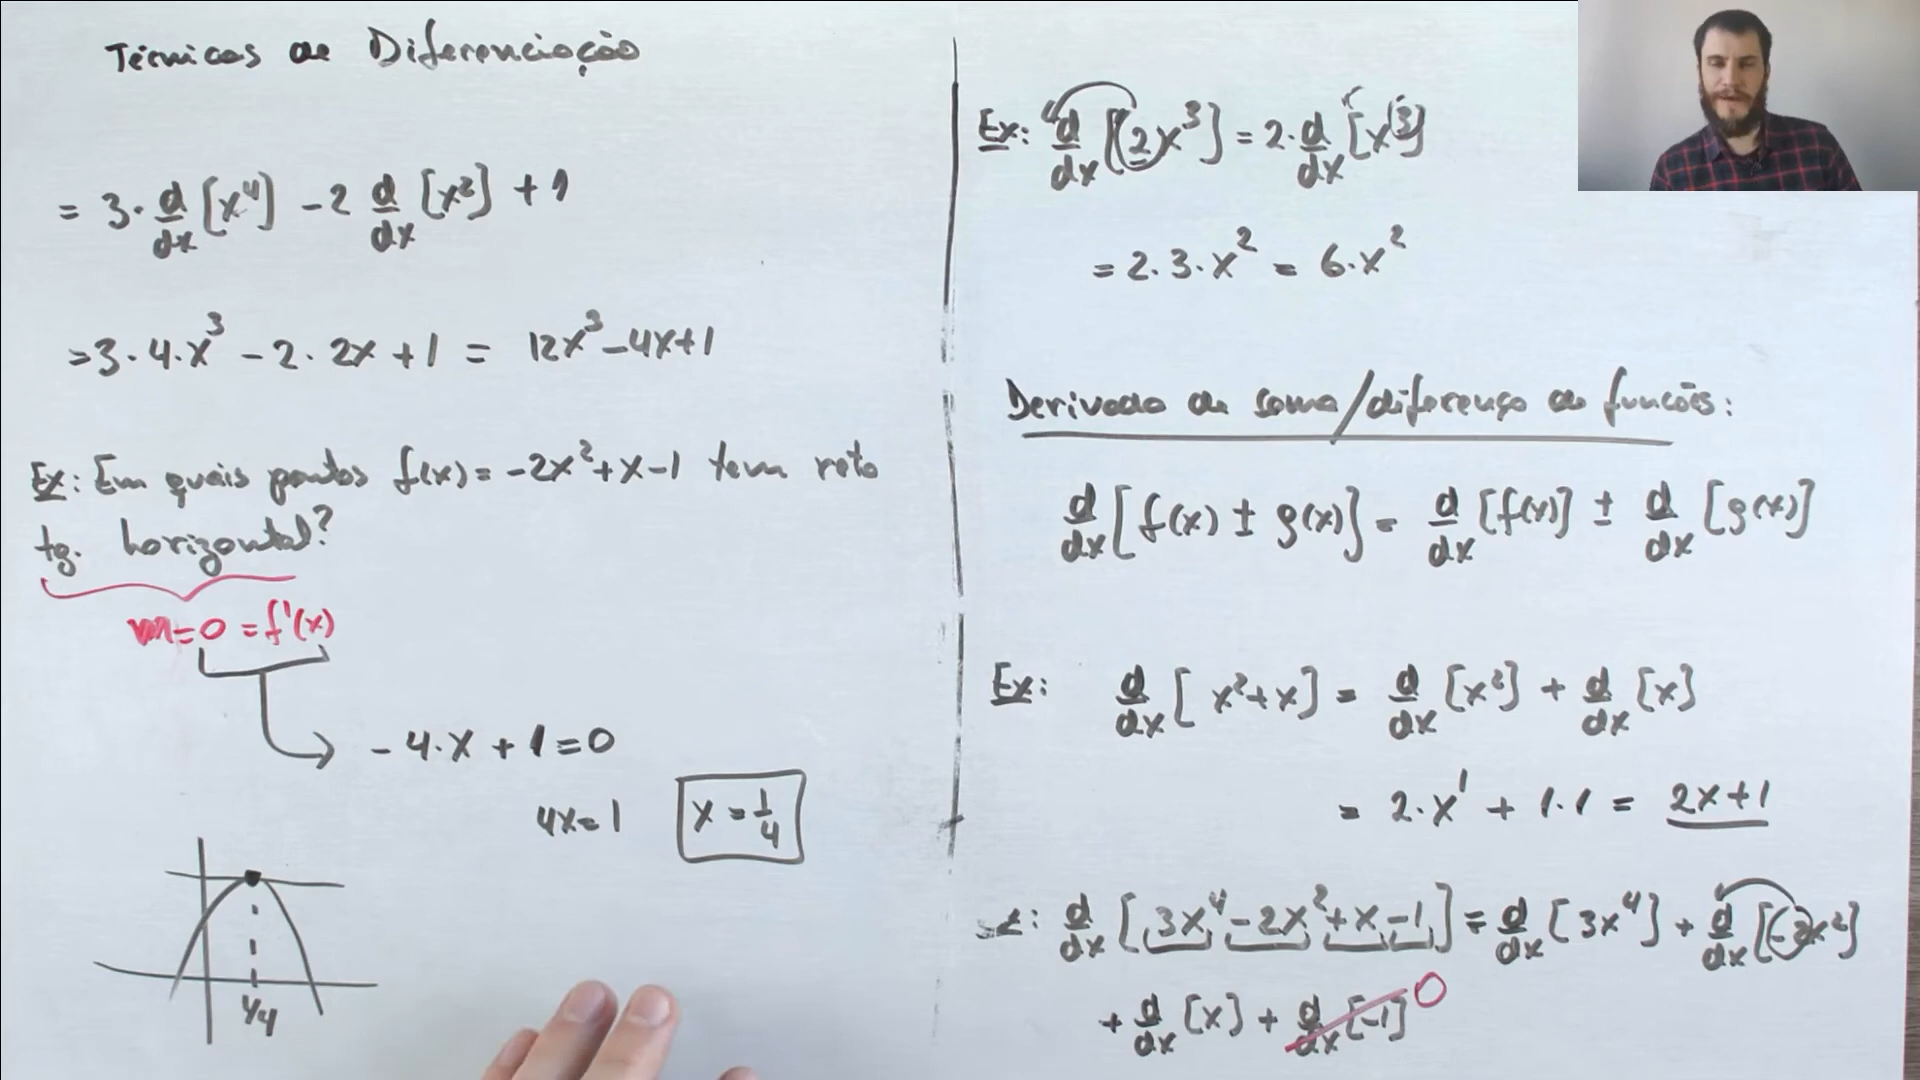 Técnicas de Diferenciação
= 3·d/dx[x⁴] - 2 d/dx[x²] + 1
= 3·4·x³ - 2·2x + 1 = 12x³ - 4x + 1
Ex: Em quais pontos f(x) = -2x² + x - 1 tem reta
tg. horizontal?
m = 0 = f'(x)
-4·x + 1 = 0
4x = 1
x = 1/4
1/4
Ex: d/dx[(2)x³] = 2·d/dx[x³]
= 2·3·x² = 6·x²
Derivada da soma/diferença de funções:
d/dx[f(x) ± g(x)] = d/dx[f(x)] ± d/dx[g(x)]
Ex: d/dx[x² + x] = d/dx[x²] + d/dx[x]
= 2·x¹ + 1·1 = 2x + 1
d/dx[3x⁴ - 2x² + x - 1] = d/dx[3x⁴] + d/dx[(-2)x²]
+ d/dx[x] + d/dx[-1] 0